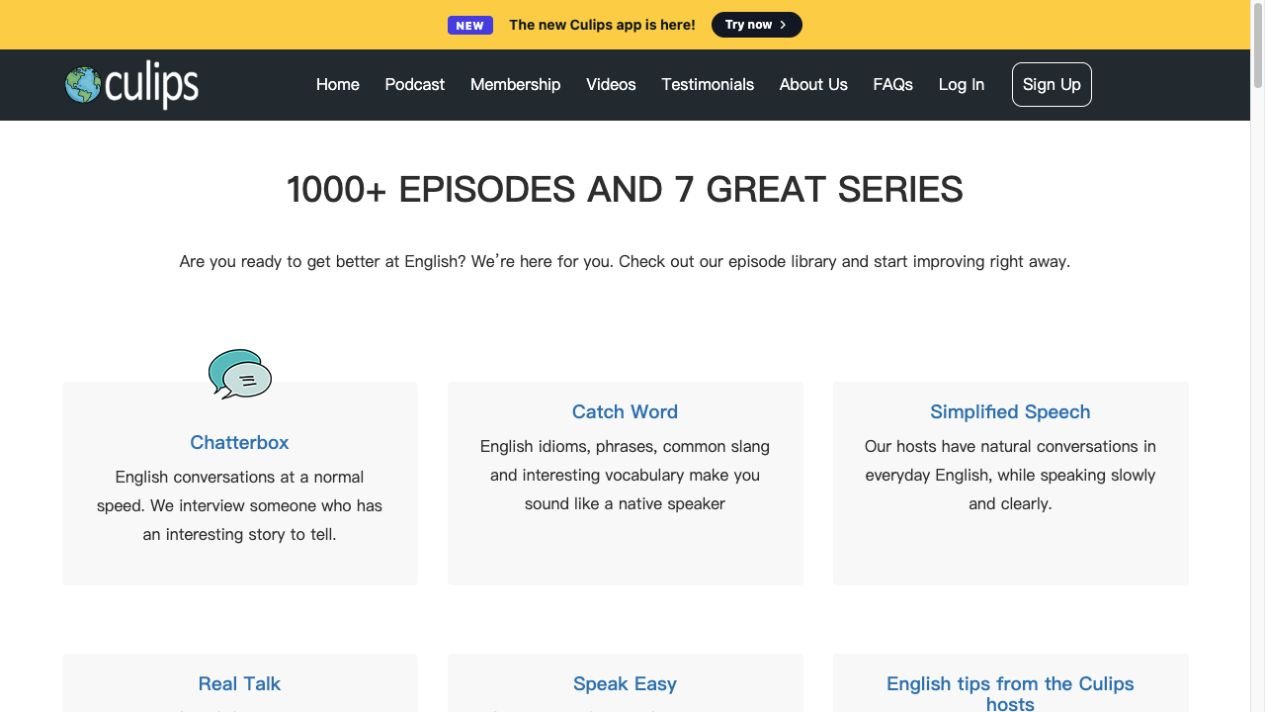 NEW The new Culips app is here! Try now
culips Home Podcast Membership Videos Testimonials About Us FAQs Log In Sign Up
1000+ EPISODES AND 7 GREAT SERIES
Are you ready to get better at English? We’re here for you. Check out our episode library and start improving right away.
Chatterbox
English conversations at a normal
speed. We interview someone who has
an interesting story to tell.
Catch Word
English idioms, phrases, common slang
and interesting vocabulary make you
sound like a native speaker
Simplified Speech
Our hosts have natural conversations in
everyday English, while speaking slowly
and clearly.
Real Talk
Speak Easy
English tips from the Culips
hosts